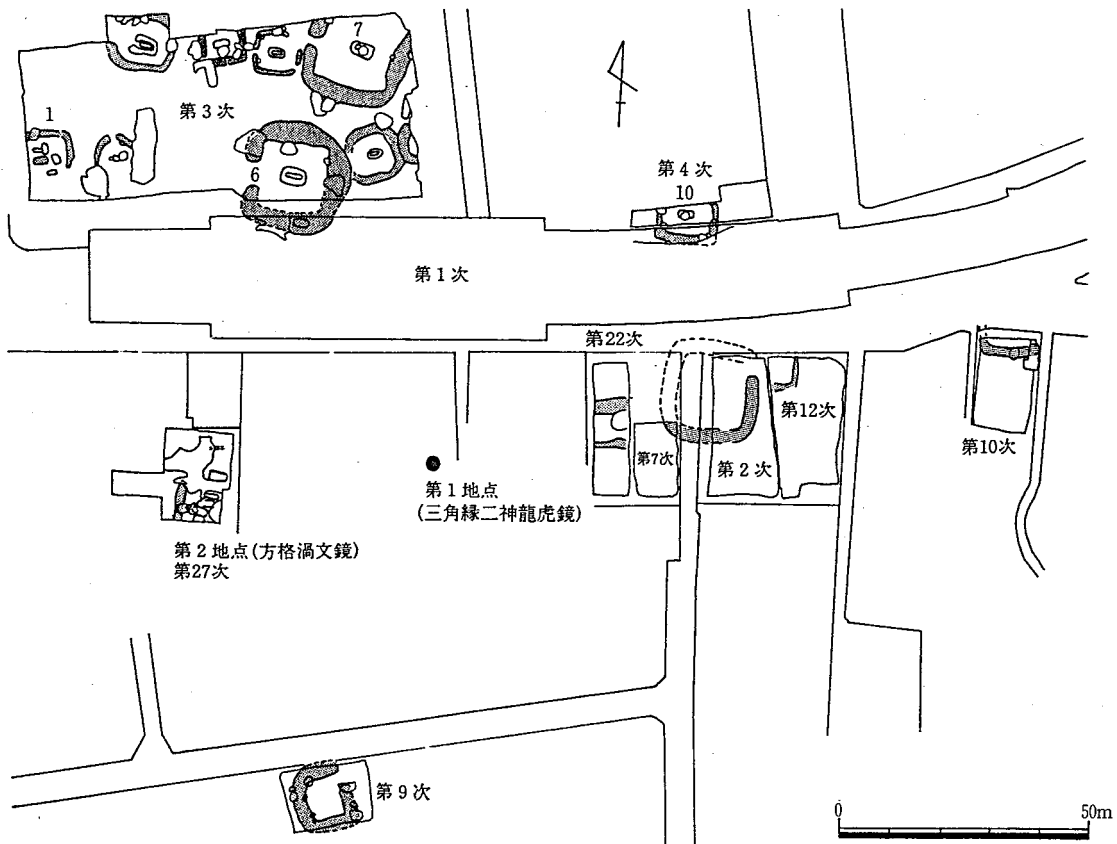 7
1
第3次
6
第4次
10
第1次
第22次
第12次
第7次
第2次
第10次
第1地点
(三角縁二神龍虎鏡)
第2地点(方格渦文鏡)
第27次
第9次
0
50m